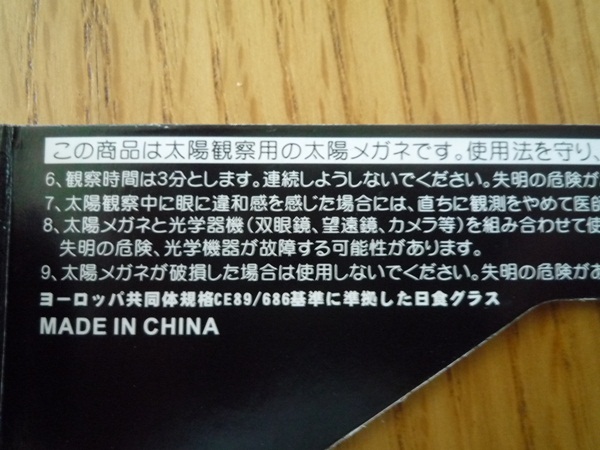 この商品は太陽観察用の太陽メガネです。使用法を守り、
6、観察時間は3分とします。連続しようしないでください。失明の危険が
7、太陽観察中に眼に違和感を感じた場合には、直ちに観測をやめて医師
8、太陽メガネと光学器機(双眼鏡、望遠鏡、カメラ等)を組み合わせて使
失明の危険、光学機器が故障する可能性があります。
9、太陽メガネが破損した場合は使用しないでください。失明の危険があ
ヨーロッパ共同体規格CE89/686基準に準拠した日食グラス
MADE IN CHINA